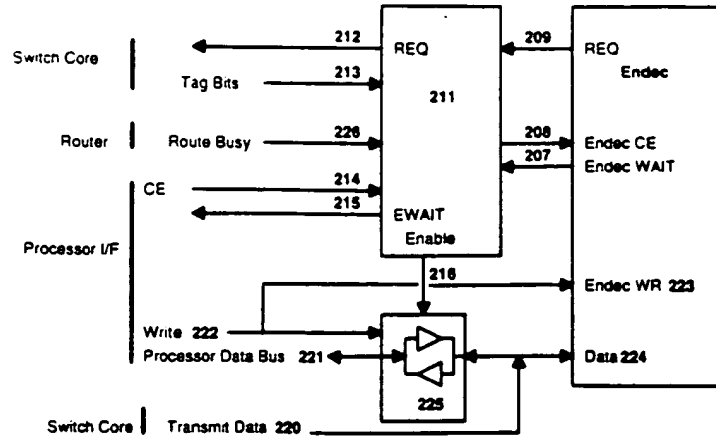 212 REQ 209 REQ
Switch Core Tag Bits 213 Endec
211
Router Route Busy 226 208 Endec CE
207 Endec WAIT
CE 214
215 EWAIT
Enable
Processor I/F
216 Endec WR 223
Write 222
Processor Data Bus 221 Data 224
225
Switch Core Transmit Data 220